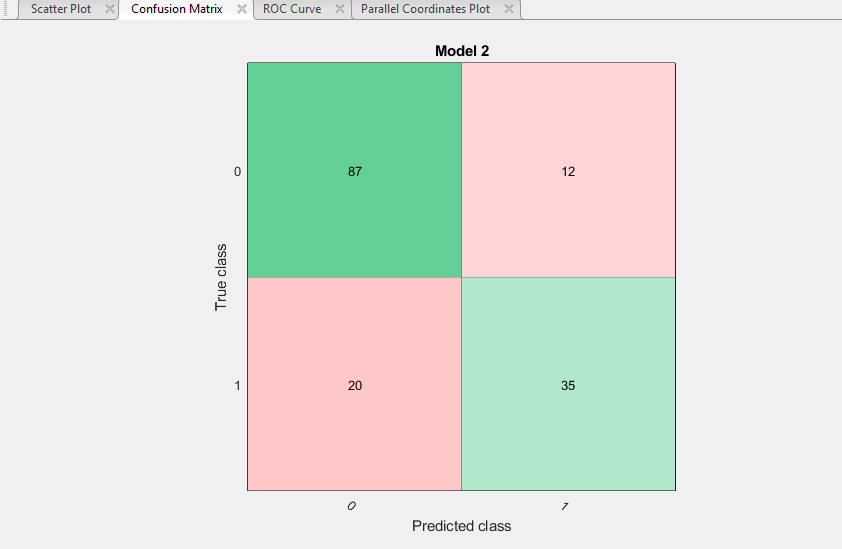 Scatter Plot Confusion Matrix ROC Curve Parallel Coordinates Plot
Model 2
0 87 12
True class
1 20 35
0 1
Predicted class